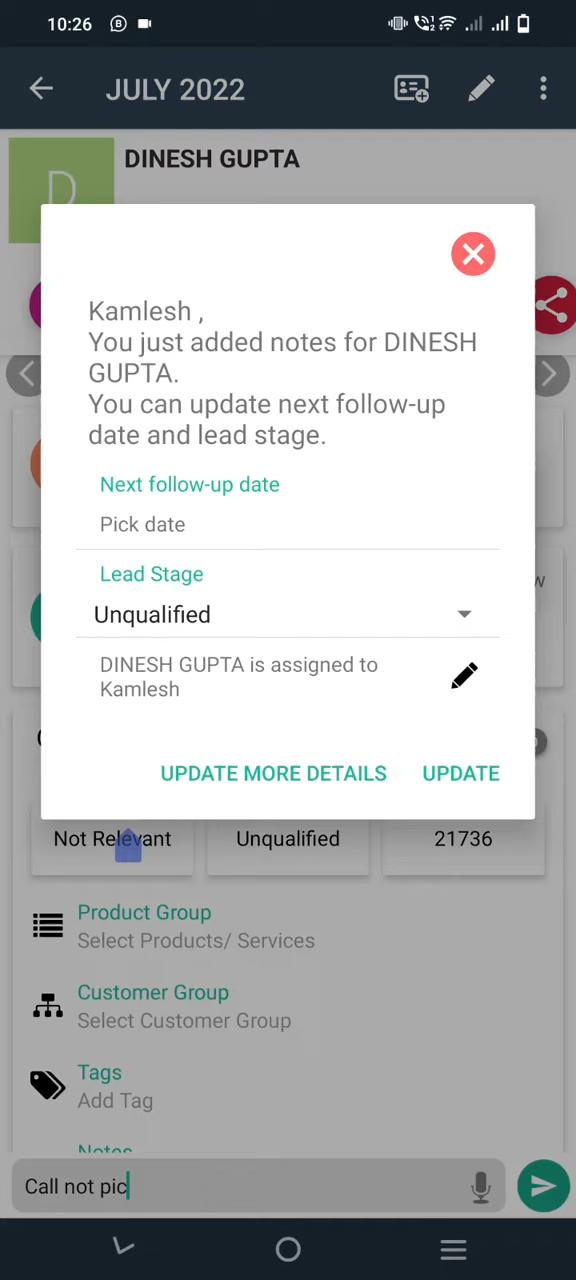 10:26
JULY 2022
D
DINESH GUPTA
Kamlesh ,
You just added notes for DINESH
GUPTA.
You can update next follow-up
date and lead stage.
Next follow-up date
Pick date
Lead Stage
Unqualified
DINESH GUPTA is assigned to
Kamlesh
UPDATE MORE DETAILS
UPDATE
Not Relevant
Unqualified
21736
Product Group
Select Products/ Services
Customer Group
Select Customer Group
Tags
Add Tag
Notes
Call not pic